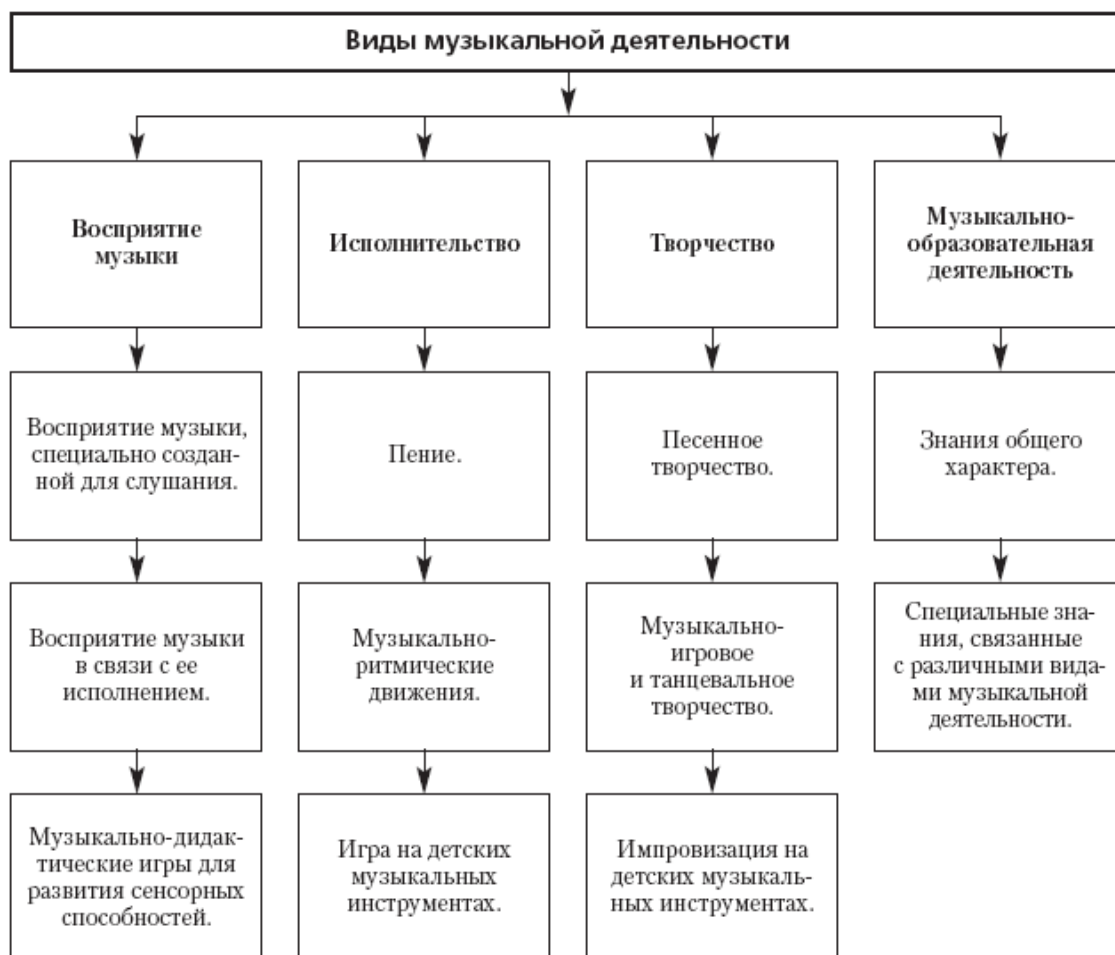 Виды музыкальной деятельности
Восприятие
музыки
Исполнительство
Творчество
Музыкально-
образовательная
деятельность
Восприятие музыки,
специально создан-
ной для слушания.
Пение.
Песенное
творчество.
Знания общего
характера.
Восприятие музыки
в связи с ее
исполнением.
Музыкально-
ритмические
движения.
Музыкально-
игровое
и танцевальное
творчество.
Специальные зна-
ния, связанные
с различными вида-
ми музыкальной
деятельности.
Музыкально-дидак-
тические игры для
развития сенсорных
способностей.
Игра на детских
музыкальных
инструментах.
Импровизация на
детских музыкаль-
ных инструментах.